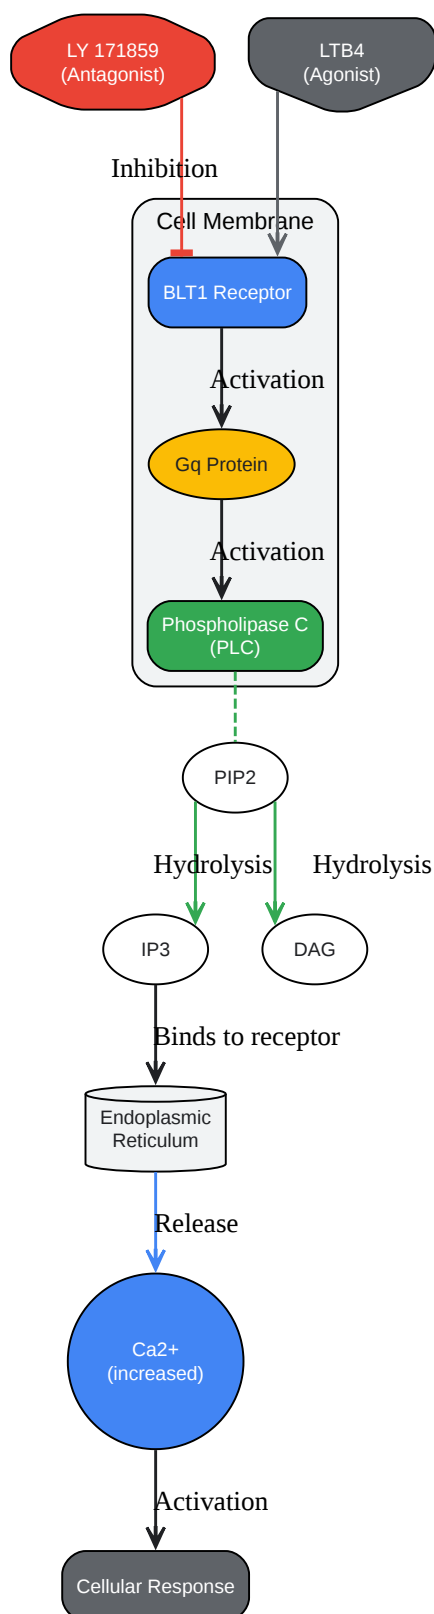 LY 171859
(Antagonist)
LTB4
(Agonist)
Inhibition
Cell Membrane
BLT1 Receptor
Activation
Gq Protein
Activation
Phospholipase C
(PLC)
PIP2
Hydrolysis
Hydrolysis
IP3
DAG
Binds to receptor
Endoplasmic
Reticulum
Release
Ca2+
(increased)
Activation
Cellular Response